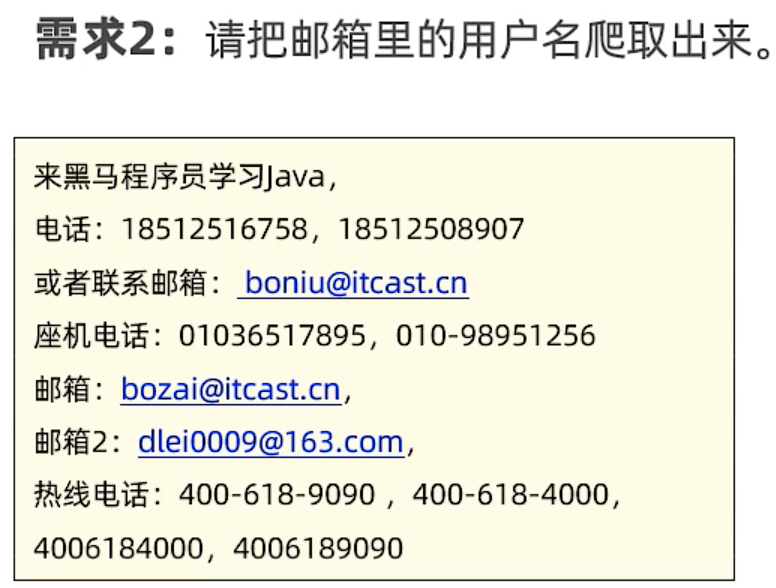 需求2：请把邮箱里的用户名爬取出来。
来黑马程序员学习Java，
电话：18512516758，18512508907
或者联系邮箱： boniu@itcast.cn
座机电话：01036517895，010-98951256
邮箱：bozai@itcast.cn，
邮箱2：dlei0009@163.com，
热线电话：400-618-9090 ，400-618-4000，
4006184000，4006189090